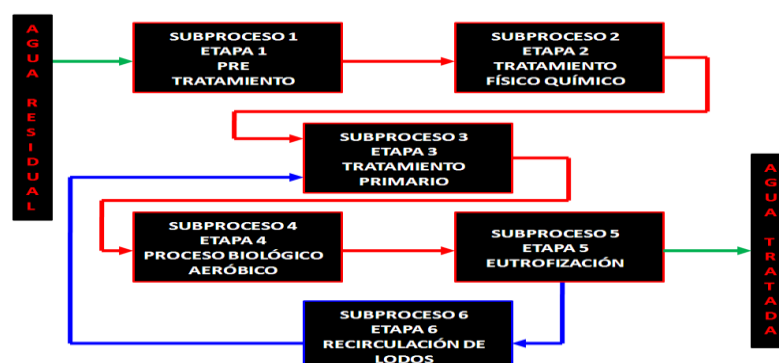 AGUA RESIDUAL
SUBPROCESO 1
ETAPA 1
PRE
TRATAMIENTO
SUBPROCESO 2
ETAPA 2
TRATAMIENTO
FÍSICO QUÍMICO
SUBPROCESO 3
ETAPA 3
TRATAMIENTO
PRIMARIO
SUBPROCESO 4
ETAPA 4
PROCESO BIOLÓGICO
AERÓBICO
SUBPROCESO 5
ETAPA 5
EUTROFIZACIÓN
SUBPROCESO 6
ETAPA 6
RECIRCULACIÓN DE
LODOS
AGUA TRATADA